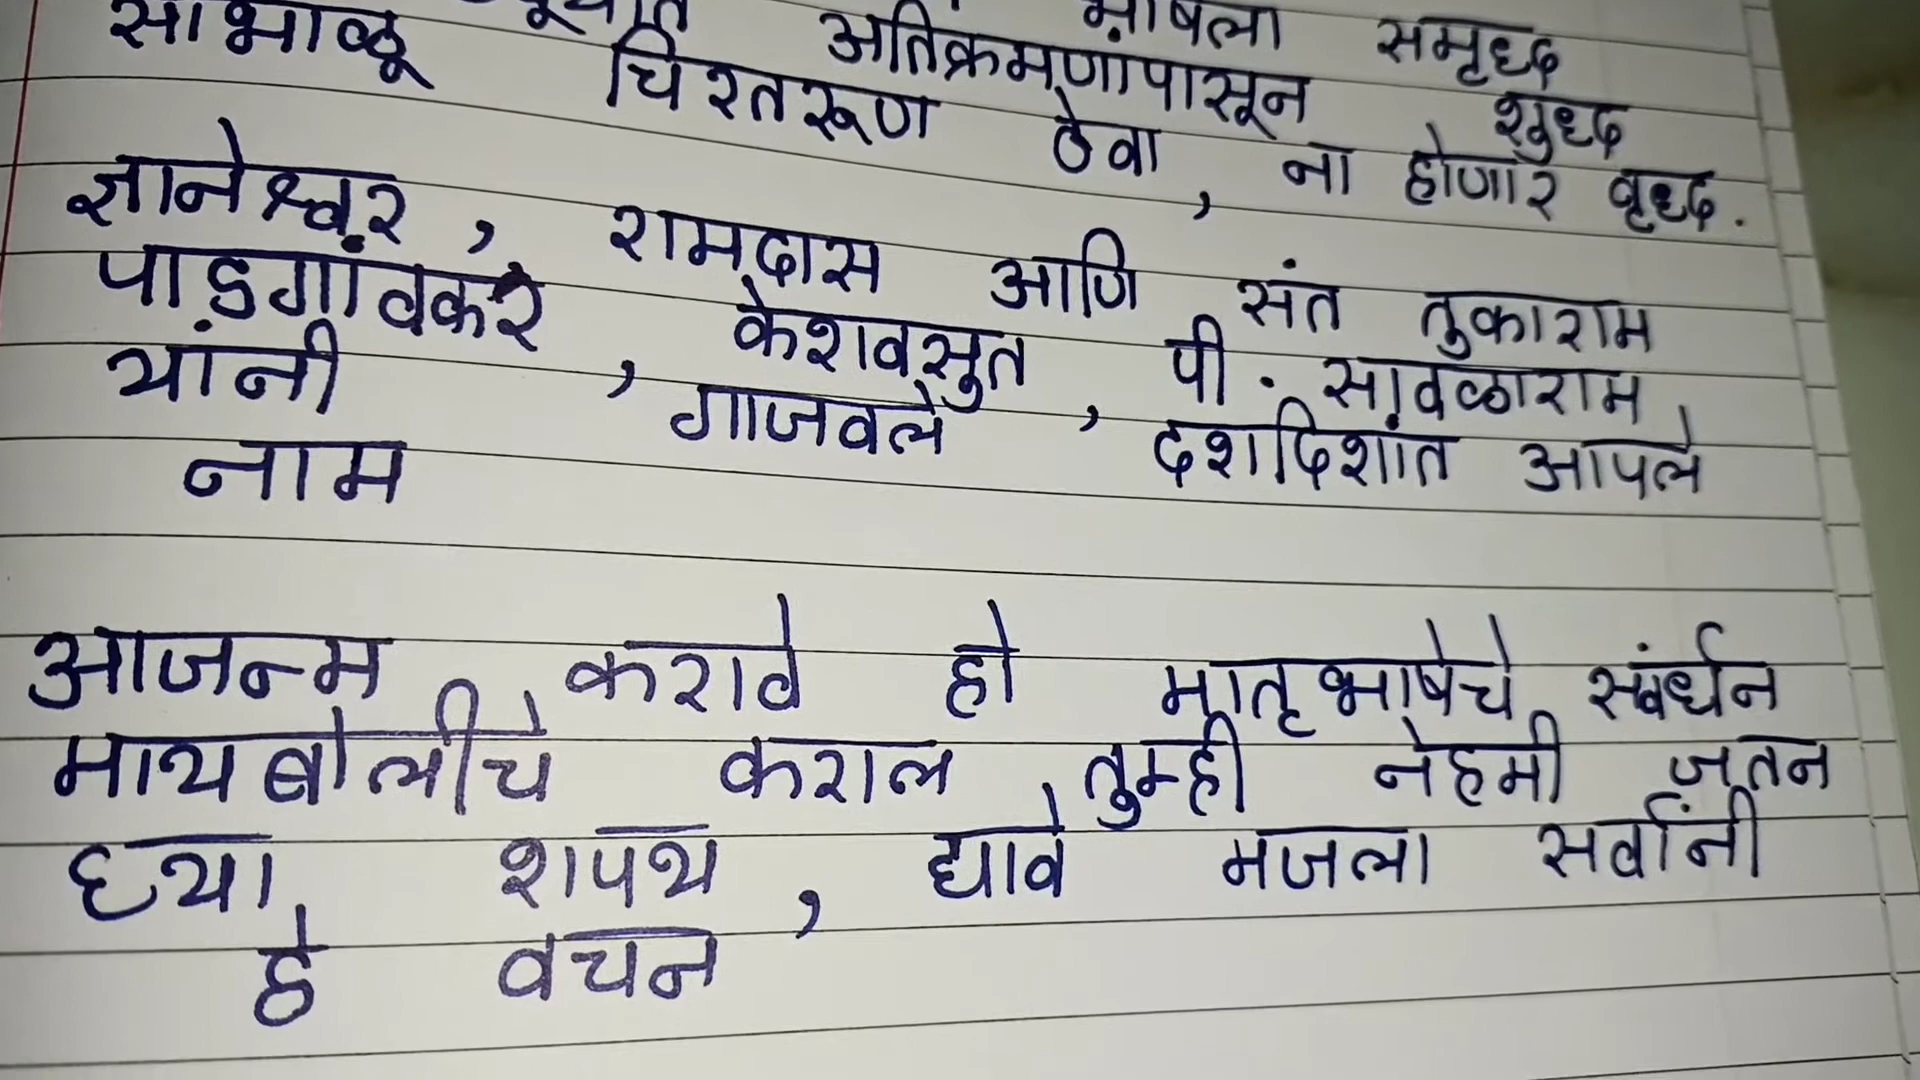 भाषेला समृध्द
सांभाळू अतिक्रमणांपासून शुध्द
चिरतरूण ठेवा, ना होणार वृध्द.
ज्ञानेश्वर, रामदास आणि संत तुकाराम
पाडगांवकर, केशवसुत, पी. सावळाराम
यांनी गाजवले दशदिशांत आपले
नाम
आजन्म करावे हो मातृभाषेचे संवर्धन
मायबोलीचे कराल तुम्ही नेहमी जतन
घ्या शपथ, द्यावे मजला सर्वांनी
हे वचन